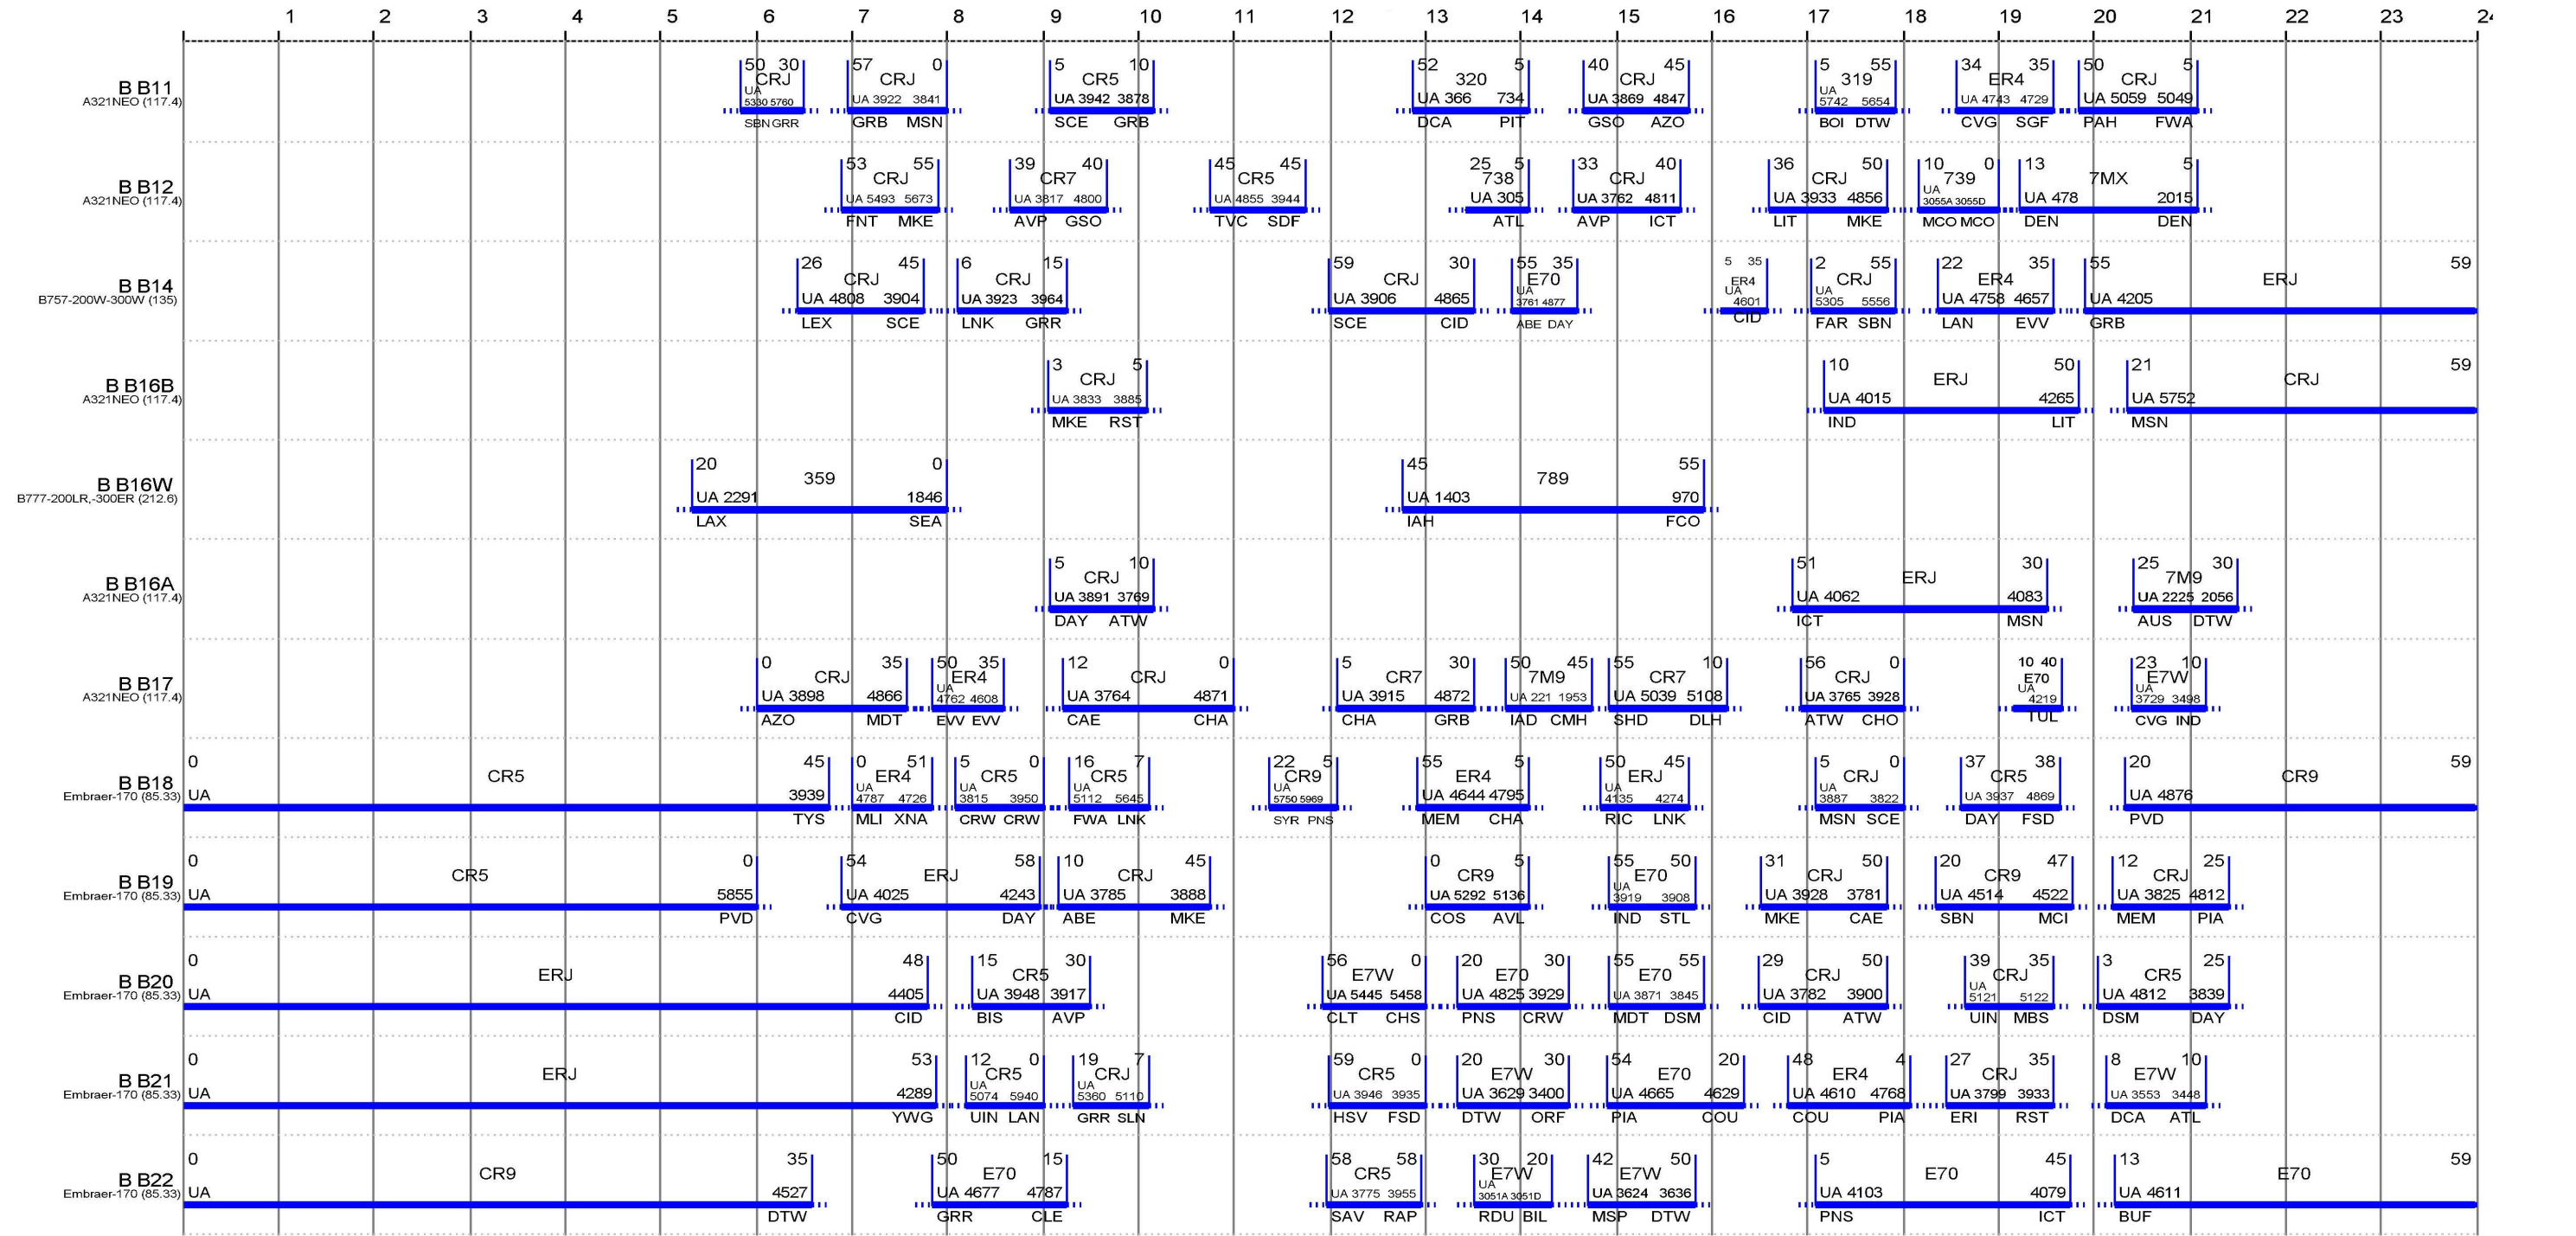 1 2 3 4 5 6 7 8 9 10 11 12 13 14 15 16 17 18 19 20 21 22 23 24
B B11
A321NEO (117.4)
50 30 57 0 5 10 52 5 40 45 5 55 34 35 50 5
CRJ CRJ CR5 320 CRJ 319 ER4 CRJ
UA 5330 5760 UA 3922 3841 UA 3942 3878 UA 366 734 UA 3869 4847 UA 5742 5654 UA 4743 4729 UA 5059 5049
SBN GRR GRB MSN SCE GRB DCA PIT GSO AZO BOI DTW CVG SGF PAH FWA
B B12
A321NEO (117.4)
53 55 39 40 45 45 25 5 33 40 36 50 10 0 13 5
CRJ CR7 CR5 738 CRJ CRJ 739 7MX
UA 5493 5673 UA 3817 4800 UA 4855 3944 UA 305 UA 3762 4811 UA 3933 4856 UA 3055A 3055D UA 478 2015
FNT MKE AVP GSO TVC SDF ATL AVP ICT LIT MKE MCO MCO DEN DEN
B B14
B757-200W-300W (135)
26 45 6 15 59 30 55 35 5 35 2 55 22 35 55 59
CRJ CRJ CRJ E70 ER4 CRJ ER4 ERJ
UA 4808 3904 UA 3923 3964 UA 3906 4865 UA 3761 4877 UA 4601 UA 5305 5556 UA 4758 4657 UA 4205
LEX SCE LNK GRR SCE CID ABE DAY CID FAR SBN LAN EVV GRB
B B16B
A321NEO (117.4)
3 5 10 50 21 59
CRJ ERJ CRJ
UA 3833 3885 UA 4015 4265 UA 5752
MKE RST IND LIT MSN
B B16W
B777-200LR,-300ER (212.6)
20 0 45 55
359 789
UA 2291 1846 UA 1403 970
LAX SEA IAH FCO
B B16A
A321NEO (117.4)
5 10 51 30 25 30
CRJ ERJ 7M9
UA 3891 3769 UA 4062 4083 UA 2225 2056
DAY ATW ICT MSN AUS DTW
B B17
A321NEO (117.4)
0 35 50 35 12 0 5 30 50 45 55 10 56 0 10 40 23 10
CRJ ER4 CRJ CR7 7M9 CR7 CRJ E70 E7W
UA 3898 4866 UA 4762 4608 UA 3764 4871 UA 3915 4872 UA 221 1953 UA 5039 5108 UA 3765 3928 UA 4219 UA 3729 3498
AZO MDT EVV EVV CAE CHA CHA GRB IAD CMH SHD DLH ATW CHO TUL CVG IND
B B18
Embraer-170 (85.33)
0 45 0 51 5 0 16 7 22 5 55 5 50 45 5 0 37 38 20 59
CR5 ER4 CR5 CR5 CR9 ER4 ERJ CRJ CR5 CR9
UA 3939 UA 4787 4726 UA 3815 3950 UA 5112 5645 UA 5750 5969 UA 4644 4795 UA 4135 4274 UA 3887 3822 UA 3937 4869 UA 4876
TYS MLI XNA CRW CRW FWA LNK SYR PNS MEM CHA RIC LNK MSN SCE DAY FSD PVD
B B19
Embraer-170 (85.33)
0 0 54 58 10 45 0 5 55 50 31 50 20 47 12 25
CR5 ERJ CRJ CR9 E70 CRJ CR9 CRJ
UA 5855 UA 4025 4243 UA 3785 3888 UA 5292 5136 UA 3919 3908 UA 3928 3781 UA 4514 4522 UA 3825 4812
PVD CVG DAY ABE MKE COS AVL IND STL MKE CAE SBN MCI MEM PIA
B B20
Embraer-170 (85.33)
0 48 15 30 56 0 20 30 55 55 29 50 39 35 3 25
ERJ CR5 E7W E70 E70 CRJ CRJ CR5
UA 4405 UA 3948 3917 UA 5445 5458 UA 4825 3929 UA 3871 3845 UA 3782 3900 UA 5121 5122 UA 4812 3839
CID BIS AVP CLT CHS PNS CRW MDT DSM CID ATW UIN MBS DSM DAY
B B21
Embraer-170 (85.33)
0 53 12 0 19 7 59 0 20 30 54 20 48 4 27 35 8 10
ERJ CR5 CRJ CR5 E7W E70 ER4 CRJ E7W
UA 4289 UA 5074 5940 UA 5360 5110 UA 3946 3935 UA 3629 3400 UA 4665 4629 UA 4610 4768 UA 3799 3933 UA 3553 3448
YWG UIN LAN GRR SLN HSV FSD DTW ORF PIA COU COU PIA ERI RST DCA ATL
B B22
Embraer-170 (85.33)
0 35 50 15 58 58 30 20 42 50 5 45 13 59
CR9 E70 CR5 E7W E7W E70 E70
UA 4527 UA 4677 4787 UA 3775 3955 UA 3051A 3051D UA 3624 3636 UA 4103 4079 UA 4611
DTW GRR CLE SAV RAP RDU BIL MSP DTW PNS ICT BUF